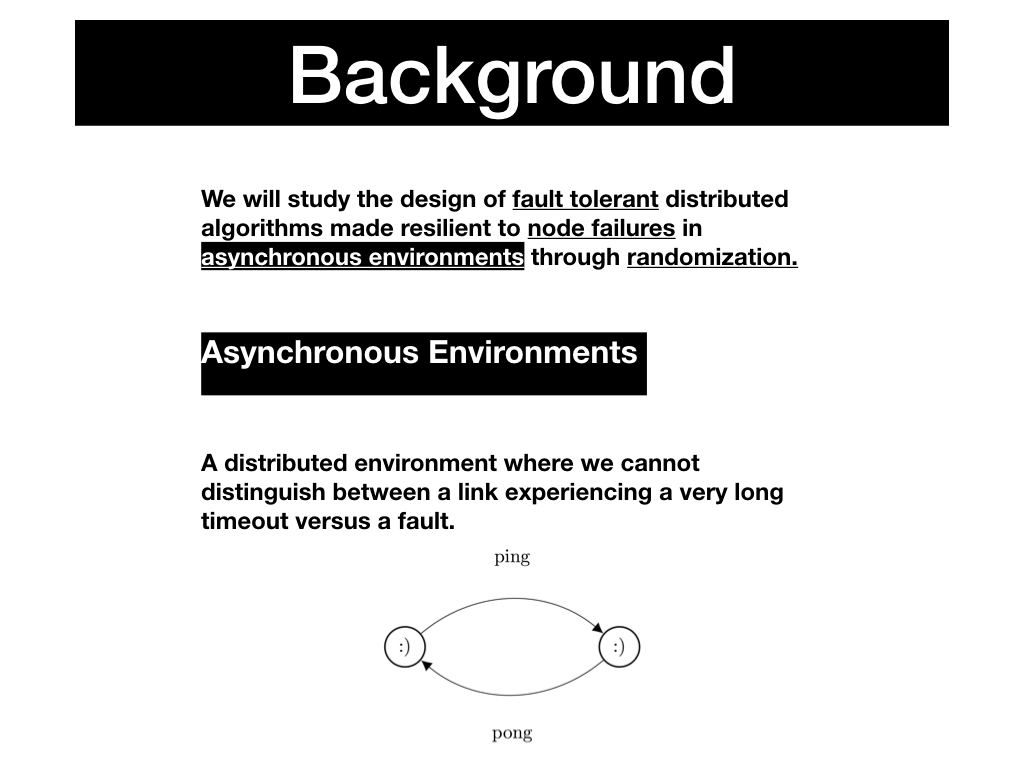 Background
We will study the design of fault tolerant distributed
algorithms made resilient to node failures in
asynchronous environments through randomization.
Asynchronous Environments
A distributed environment where we cannot
distinguish between a link experiencing a very long
timeout versus a fault.
ping
:) :)
pong